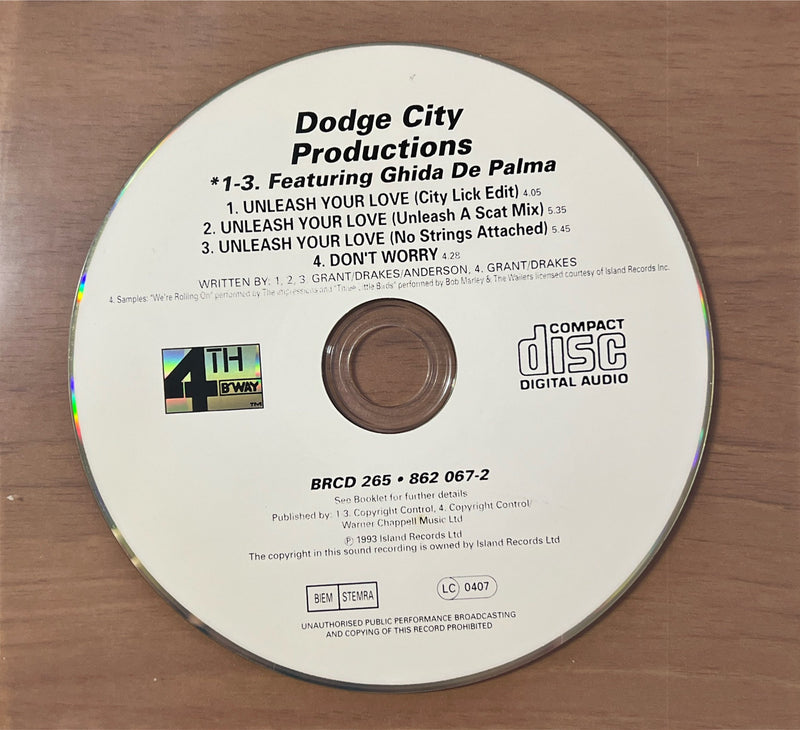 Dodge City
Productions
*1-3. Featuring Ghida De Palma
1. UNLEASH YOUR LOVE (City Lick Edit) 4.05
2. UNLEASH YOUR LOVE (Unleash A Scat Mix) 5.35
3. UNLEASH YOUR LOVE (No Strings Attached) 5.45
4. DON'T WORRY 4.28
WRITTEN BY: 1, 2, 3. GRANT/DRAKES/ANDERSON, 4. GRANT/DRAKES
4. Samples: "We're Rolling On" performed by The Impressions and "Three Little Birds" performed by Bob Marley & The Wailers licensed courtesy of Island Records Inc.
4TH
B'WAY
TM
COMPACT
disc
DIGITAL AUDIO
BRCD 265 • 862 067-2
See Booklet for further details
Published by: 1-3. Copyright Control, 4. Copyright Control/
Warner Chappell Music Ltd
℗ 1993 Island Records Ltd
The copyright in this sound recording is owned by Island Records Ltd
BIEM STEMRA
LC 0407
UNAUTHORISED PUBLIC PERFORMANCE BROADCASTING
AND COPYING OF THIS RECORD PROHIBITED